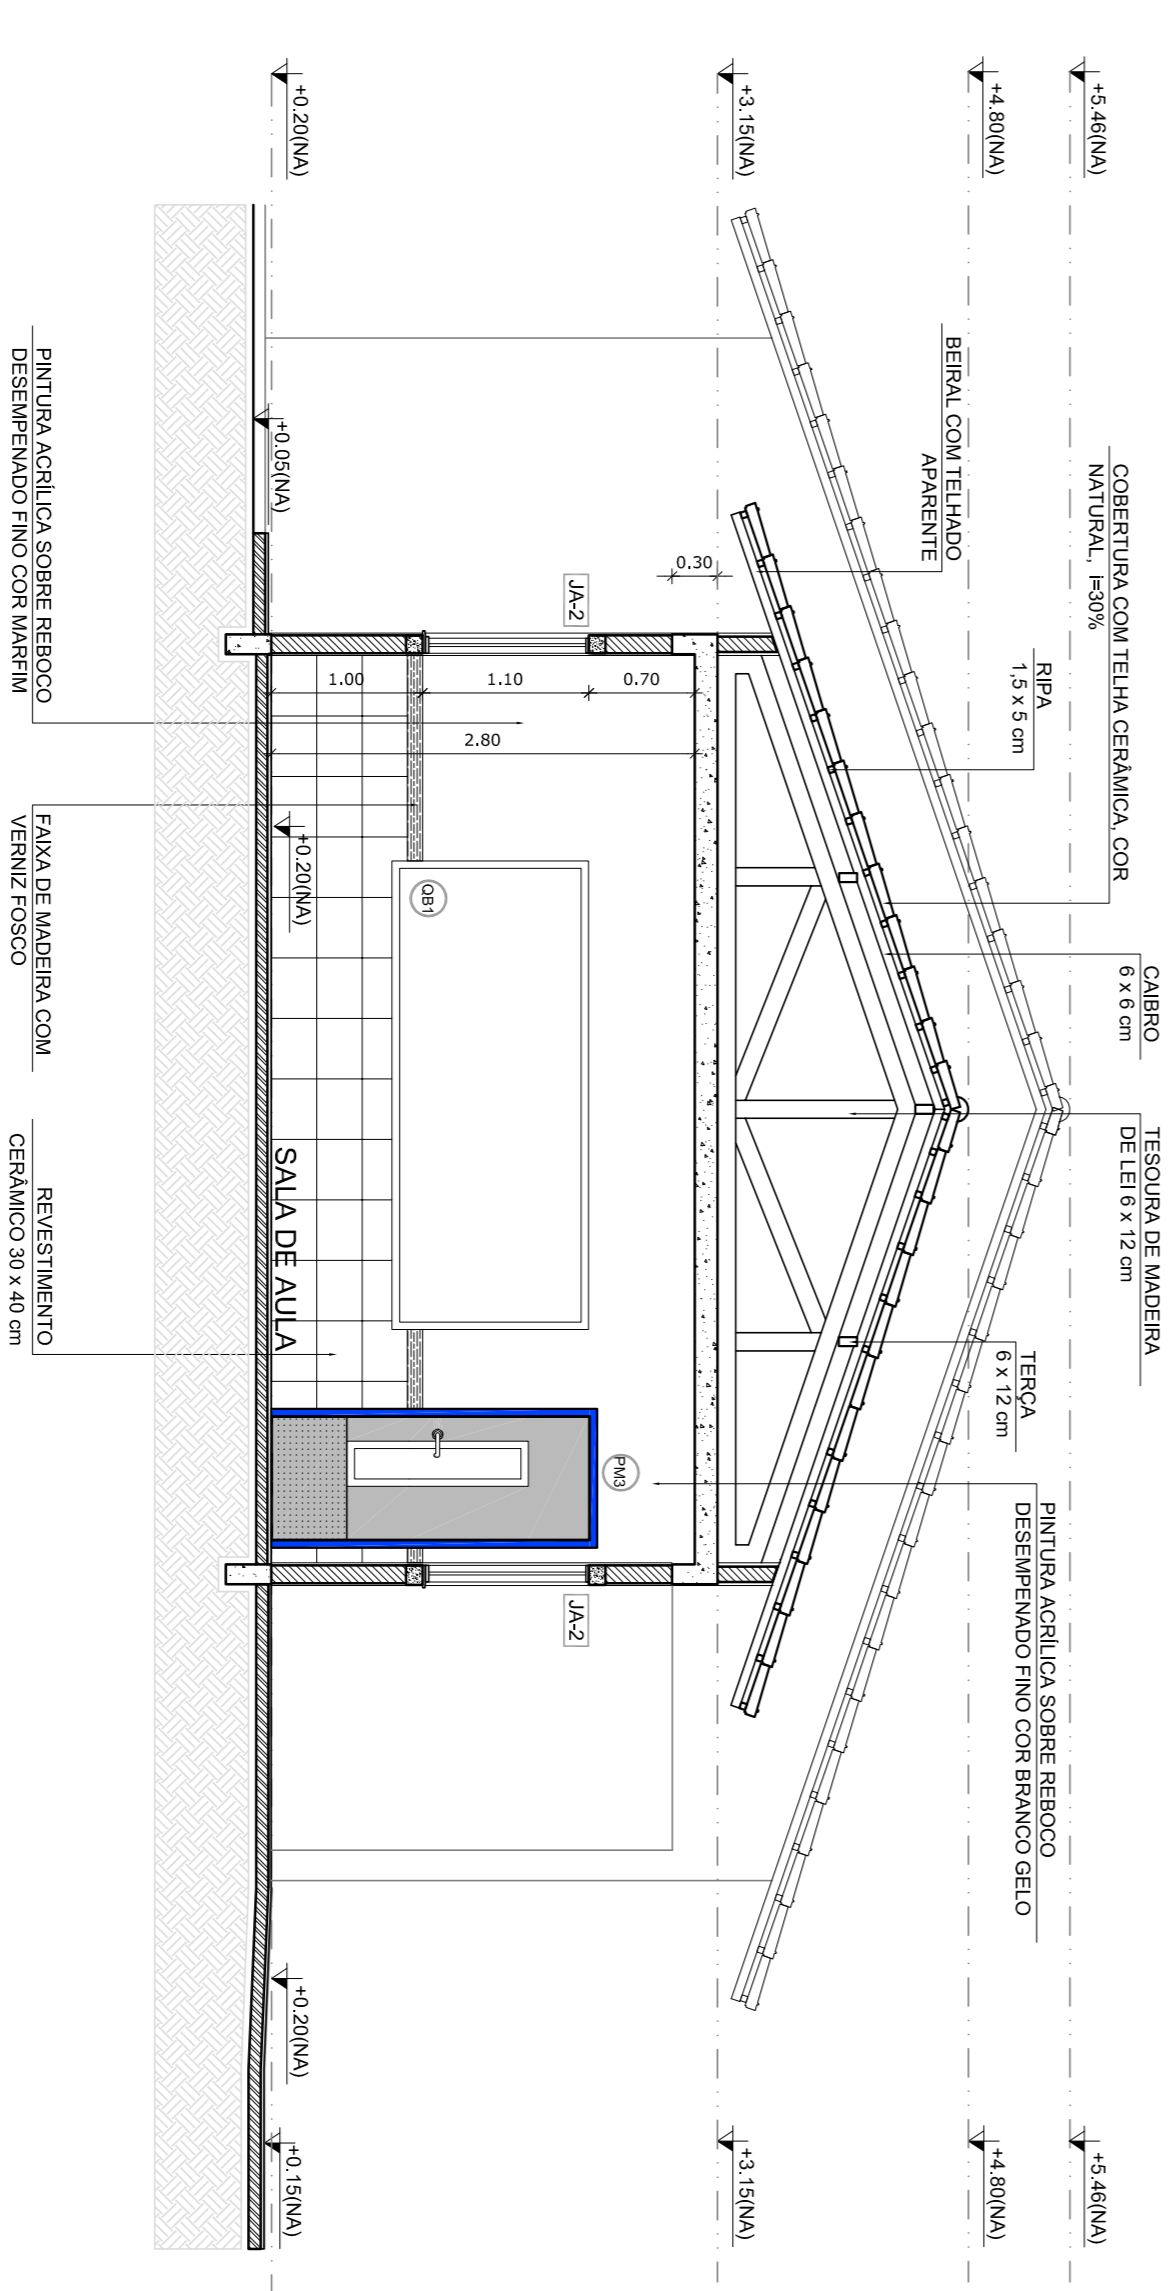 +5.46(NA)
+4.80(NA)
+3.15(NA)
+0.20(NA)
COBERTURA COM TELHA CERÂMICA, COR
NATURAL, i=30%
BEIRAL COM TELHADO
APARENTE
RIPA
1,5 x 5 cm
CAIBRO
6 x 6 cm
TESOURA DE MADEIRA
DE LEI 6 x 12 cm
TERÇA
6 x 12 cm
PINTURA ACRÍLICA SOBRE REBOCO
DESEMPENADO FINO COR BRANCO GELO
+5.46(NA)
+4.80(NA)
+3.15(NA)
+0.15(NA)
+0.20(NA)
0.30
JA-2
0.70
1.10
1.00
2.80
QB1
PM3
JA-2
+0.05(NA)
+0.20(NA)
SALA DE AULA
PINTURA ACRÍLICA SOBRE REBOCO
DESEMPENADO FINO COR MARFIM
FAIXA DE MADEIRA COM
VERNIZ FOSCO
REVESTIMENTO
CERÂMICO 30 x 40 cm